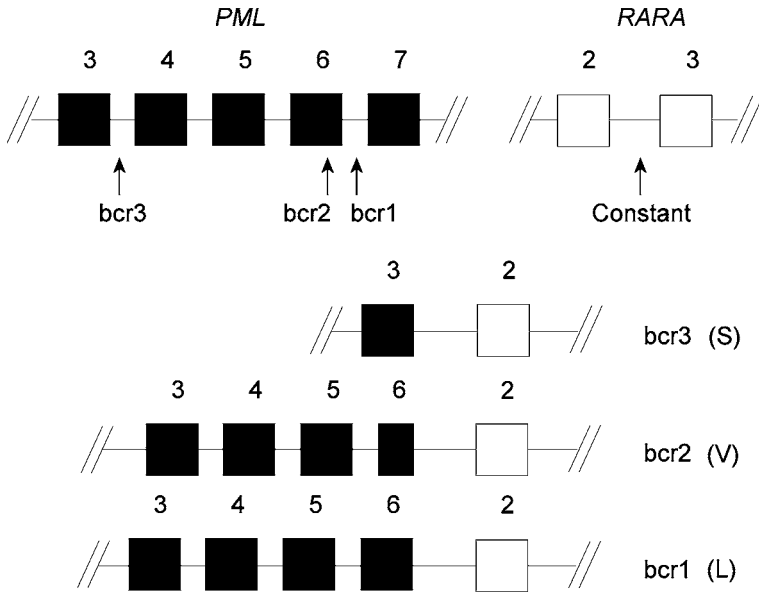 PML RARA
3 4 5 6 7 2 3
bcr3 bcr2 bcr1 Constant
3 2
bcr3 (S)
3 4 5 6 2
bcr2 (V)
3 4 5 6 2
bcr1 (L)